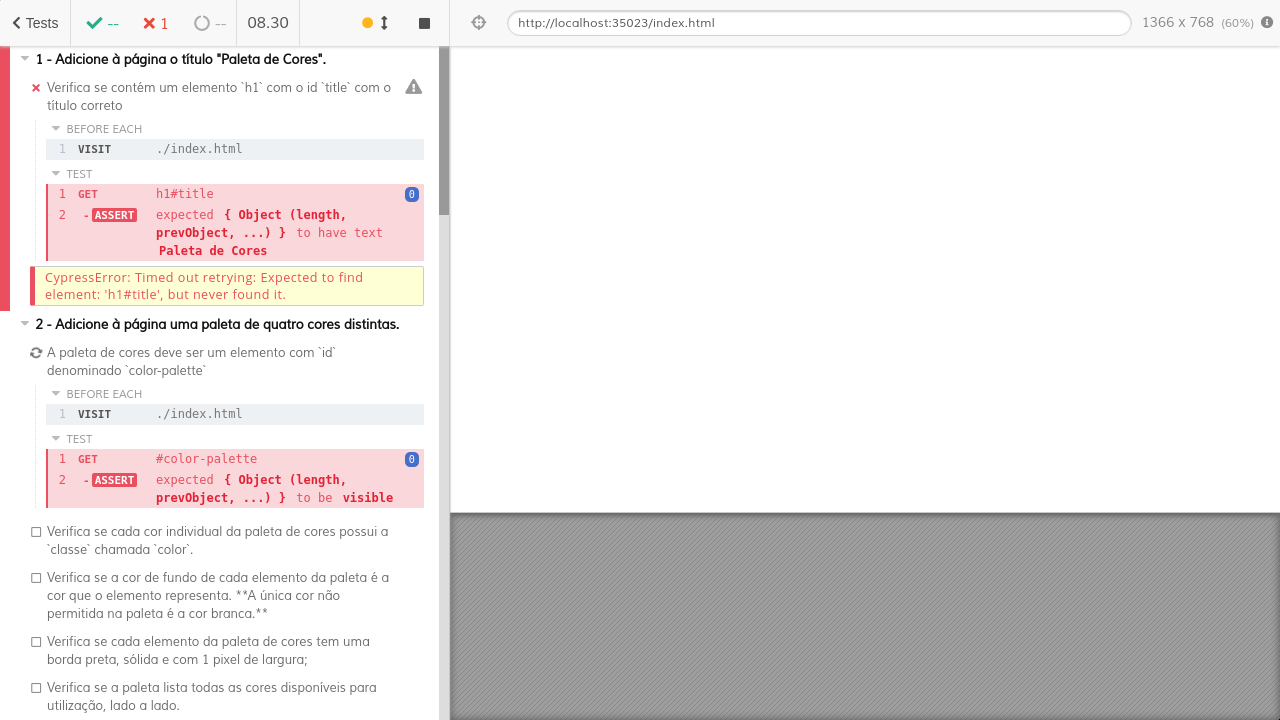 Tests -- 1 -- 08.30 http://localhost:35023/index.html 1366 x 768 (60%)
1 - Adicione à página o título "Paleta de Cores".
Verifica se contém um elemento `h1` com o id `title` com o
título correto
BEFORE EACH
1 VISIT ./index.html
TEST
1 GET h1#title 0
2 -ASSERT expected { Object (length,
prevObject, ...) } to have text
Paleta de Cores
CypressError: Timed out retrying: Expected to find
element: 'h1#title', but never found it.
2 - Adicione à página uma paleta de quatro cores distintas.
A paleta de cores deve ser um elemento com `id`
denominado `color-palette`
BEFORE EACH
1 VISIT ./index.html
TEST
1 GET #color-palette 0
2 -ASSERT expected { Object (length,
prevObject, ...) } to be visible
Verifica se cada cor individual da paleta de cores possui a
`classe` chamada `color`.
Verifica se a cor de fundo de cada elemento da paleta é a
cor que o elemento representa. **A única cor não
permitida na paleta é a cor branca.**
Verifica se cada elemento da paleta de cores tem uma
borda preta, sólida e com 1 pixel de largura;
Verifica se a paleta lista todas as cores disponíveis para
utilização, lado a lado.